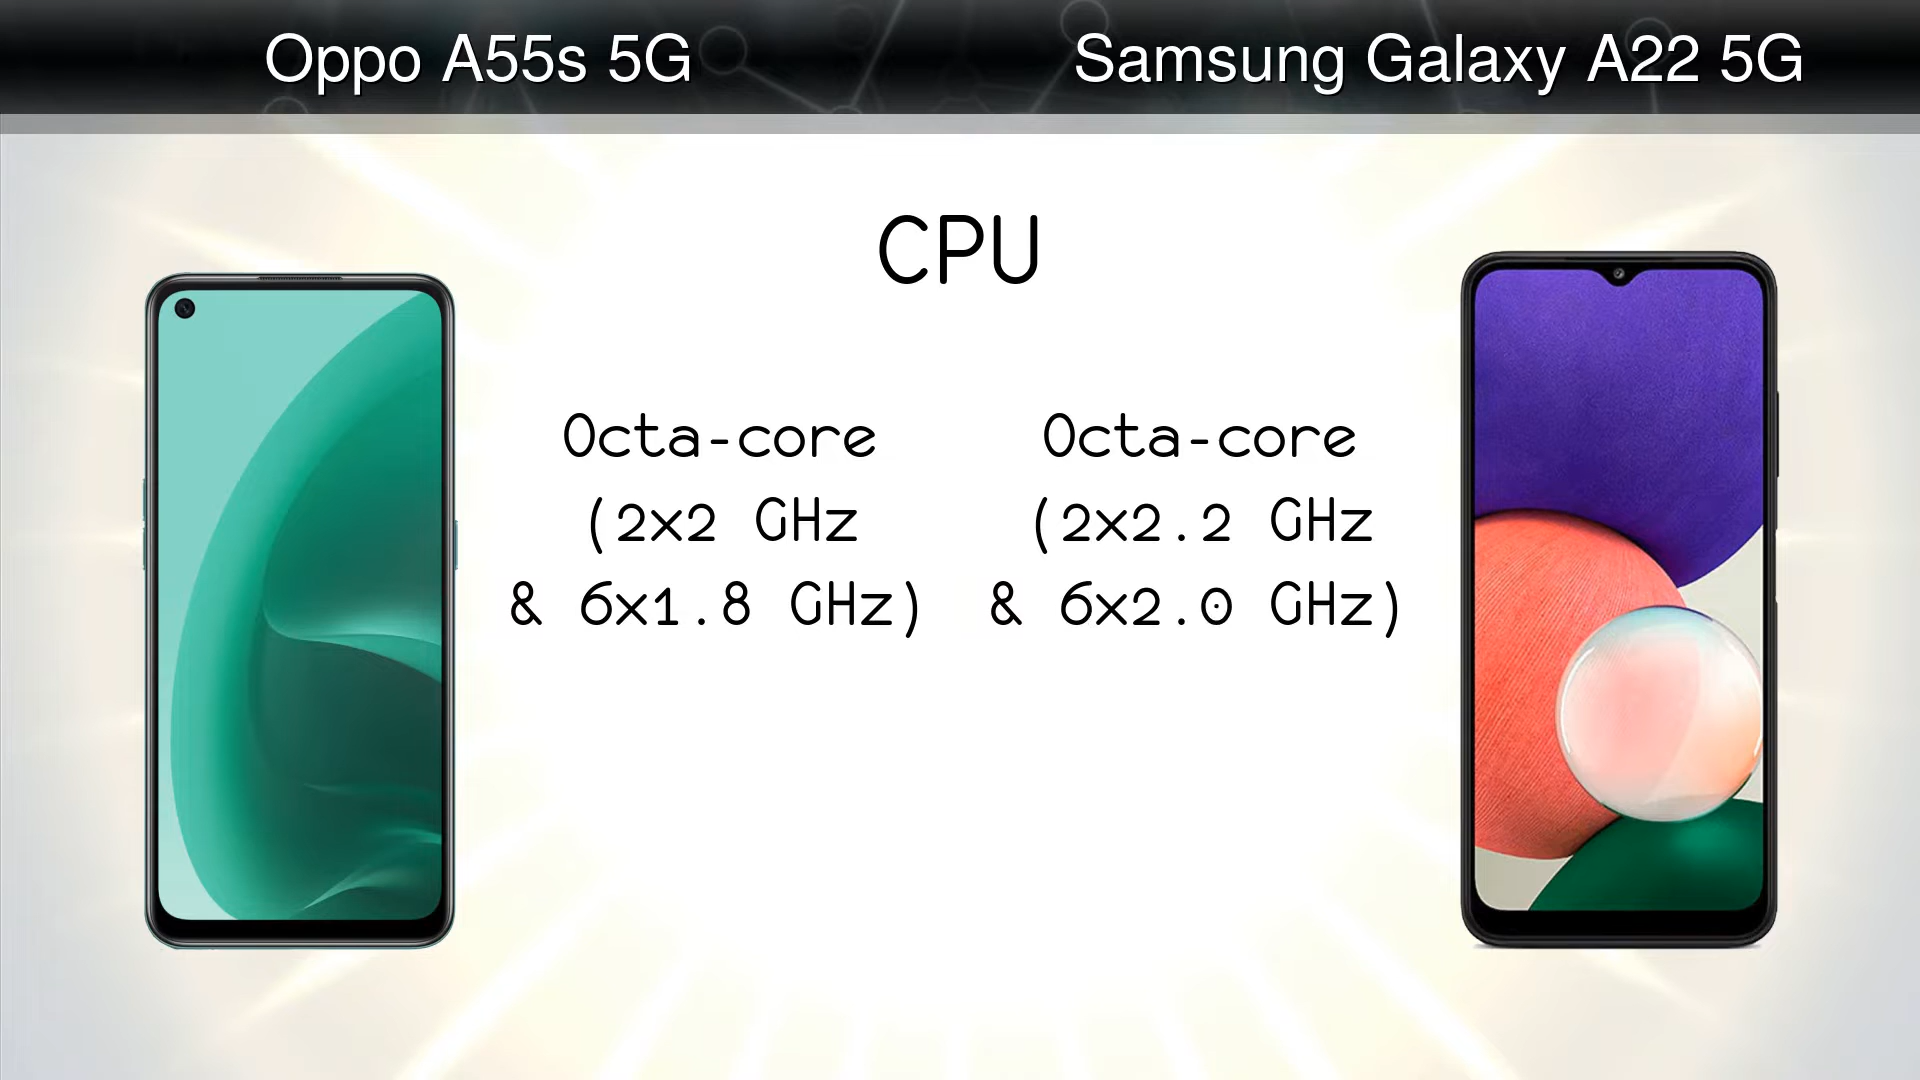 Oppo A55s 5G
Samsung Galaxy A22 5G
CPU
Octa-core
(2x2 GHz
& 6x1.8 GHz)
Octa-core
(2x2.2 GHz
& 6x2.0 GHz)